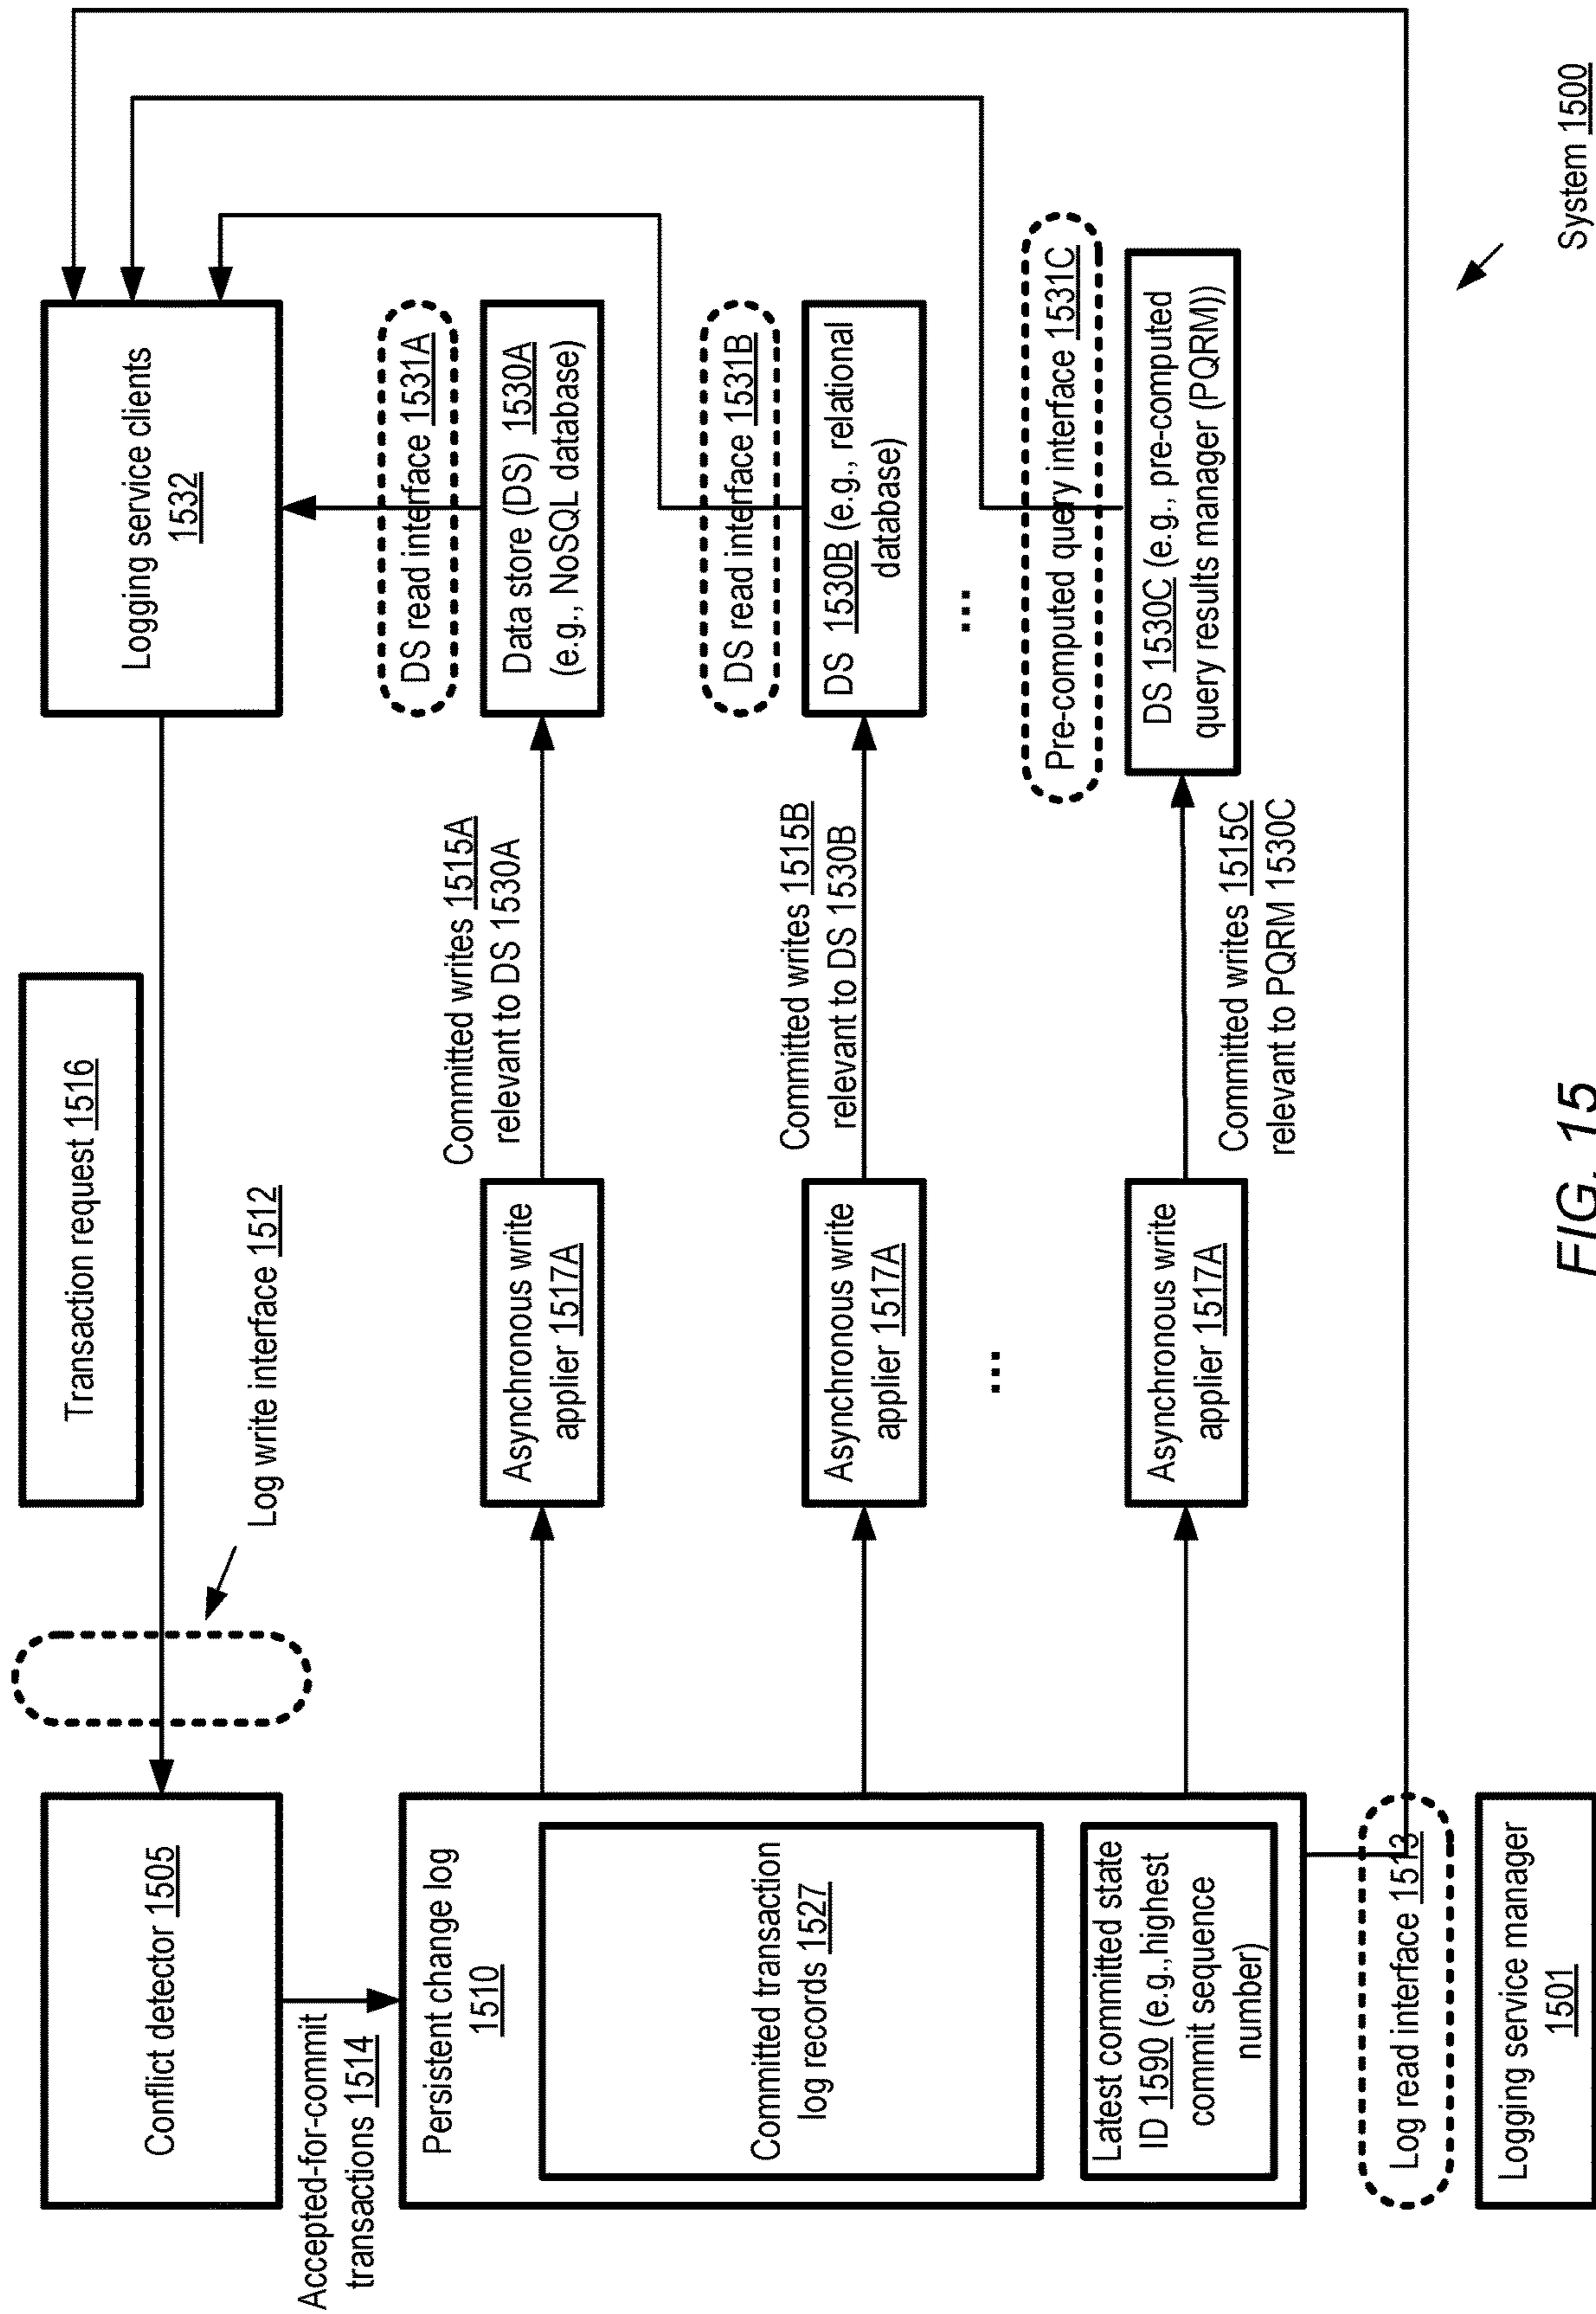 Transaction request 1516
Logging service clients
1532
Conflict detector 1505
Log write interface 1512
Accepted-for-commit
transactions 1514
Persistent change log
1510
Committed transaction
log records 1527
Latest committed state
ID 1590 (e.g.,highest
commit sequence
number)
Asynchronous write
applier 1517A
Committed writes 1515A
relevant to DS 1530A
DS read interface 1531A
Data store (DS) 1530A
(e.g., NoSQL database)
Asynchronous write
applier 1517A
Committed writes 1515B
relevant to DS 1530B
DS read interface 1531B
DS 1530B (e.g., relational
database)
...
...
Asynchronous write
applier 1517A
Committed writes 1515C
relevant to PQRM 1530C
Pre-computed query interface 1531C
DS 1530C (e.g., pre-computed
query results manager (PQRM))
Log read interface 1513
Logging service manager
1501
System 1500
FIG. 15